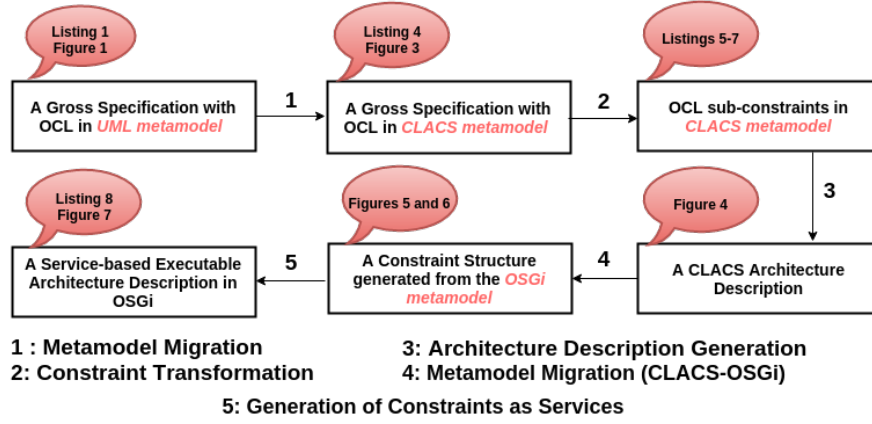 Listing 1
Figure 1
Listing 4
Figure 3
Listings 5-7
A Gross Specification with
OCL in UML metamodel
1
A Gross Specification with
OCL in CLACS metamodel
2
OCL sub-constraints in
CLACS metamodel
3
Listing 8
Figure 7
Figures 5 and 6
Figure 4
A Service-based Executable
Architecture Description in
OSGi
5
A Constraint Structure
generated from the OSGi
metamodel
4
A CLACS Architecture
Description
1 : Metamodel Migration
3: Architecture Description Generation
2: Constraint Transformation
4: Metamodel Migration (CLACS-OSGi)
5: Generation of Constraints as Services